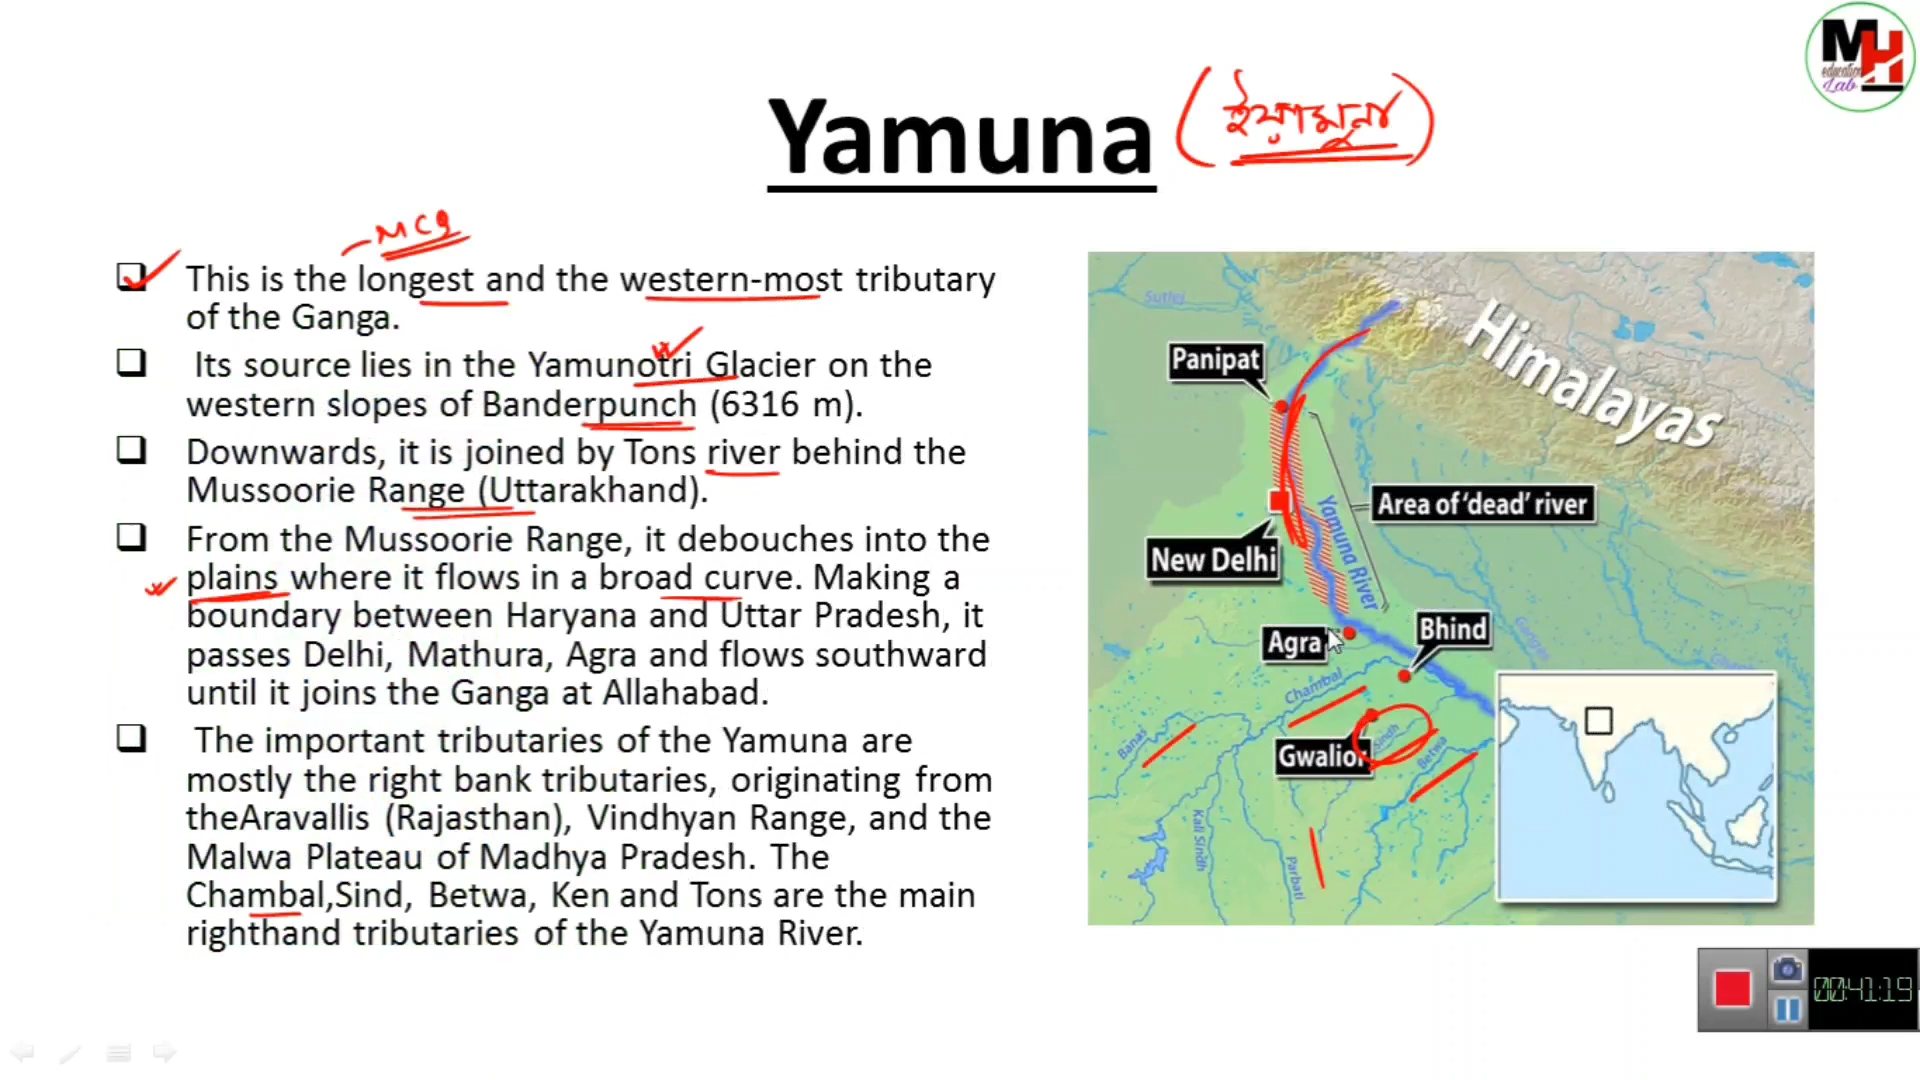 MH
education
Lab
Yamuna (ইয়ামুনা)
MCQ
This is the longest and the western-most tributary
of the Ganga.
Its source lies in the Yamunotri Glacier on the
western slopes of Banderpunch (6316 m).
Downwards, it is joined by Tons river behind the
Mussoorie Range (Uttarakhand).
From the Mussoorie Range, it debouches into the
plains where it flows in a broad curve. Making a
boundary between Haryana and Uttar Pradesh, it
passes Delhi, Mathura, Agra and flows southward
until it joins the Ganga at Allahabad.
The important tributaries of the Yamuna are
mostly the right bank tributaries, originating from
theAravallis (Rajasthan), Vindhyan Range, and the
Malwa Plateau of Madhya Pradesh. The
Chambal,Sind, Betwa, Ken and Tons are the main
righthand tributaries of the Yamuna River.
Sutlej
Himalayas
Panipat
Area of 'dead' river
New Delhi
Yamuna River
Agra
Bhind
Ganges
Chambal
Banas
Gwalior
Sindh
Betwa
Kali Sindh
Parbati
00:41:19